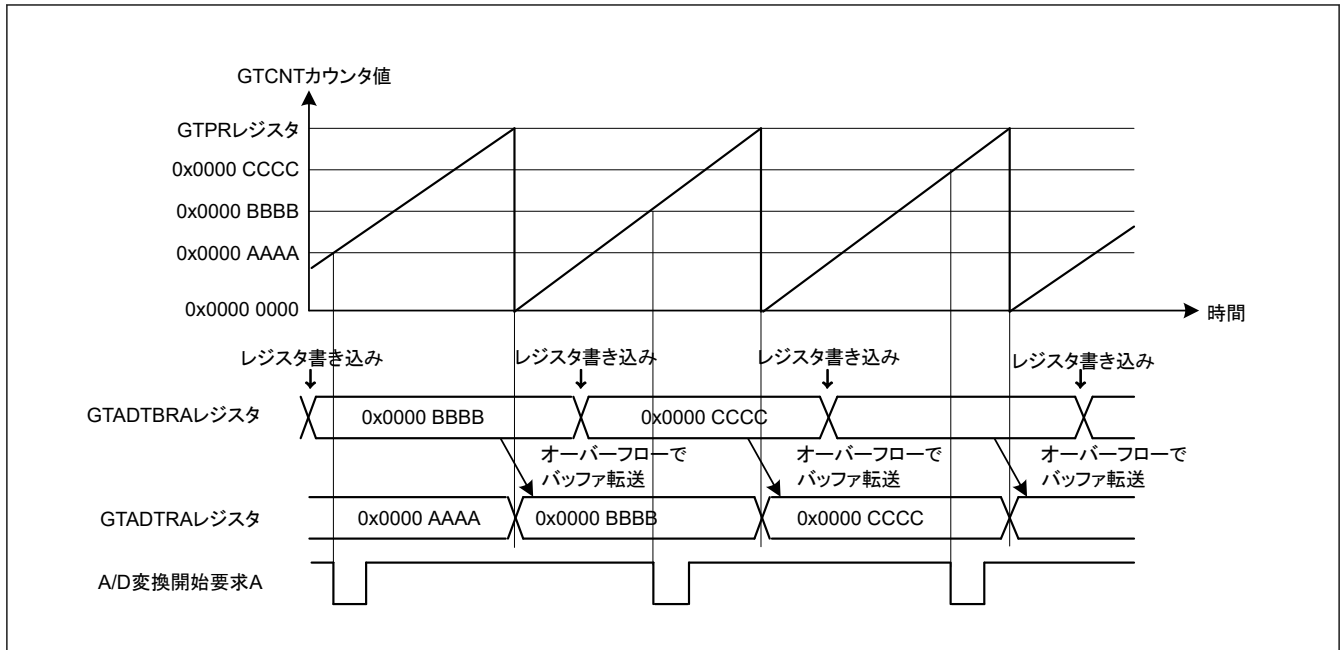 GTCNTカウンタ値
GTPRレジスタ
0x0000 CCCC
0x0000 BBBB
0x0000 AAAA
0x0000 0000
時間
レジスタ書き込み
レジスタ書き込み
レジスタ書き込み
レジスタ書き込み
GTADTBRAレジスタ
0x0000 BBBB
0x0000 CCCC
オーバーフローで
バッファ転送
オーバーフローで
バッファ転送
オーバーフローで
バッファ転送
GTADTRAレジスタ
0x0000 AAAA
0x0000 BBBB
0x0000 CCCC
A/D変換開始要求A